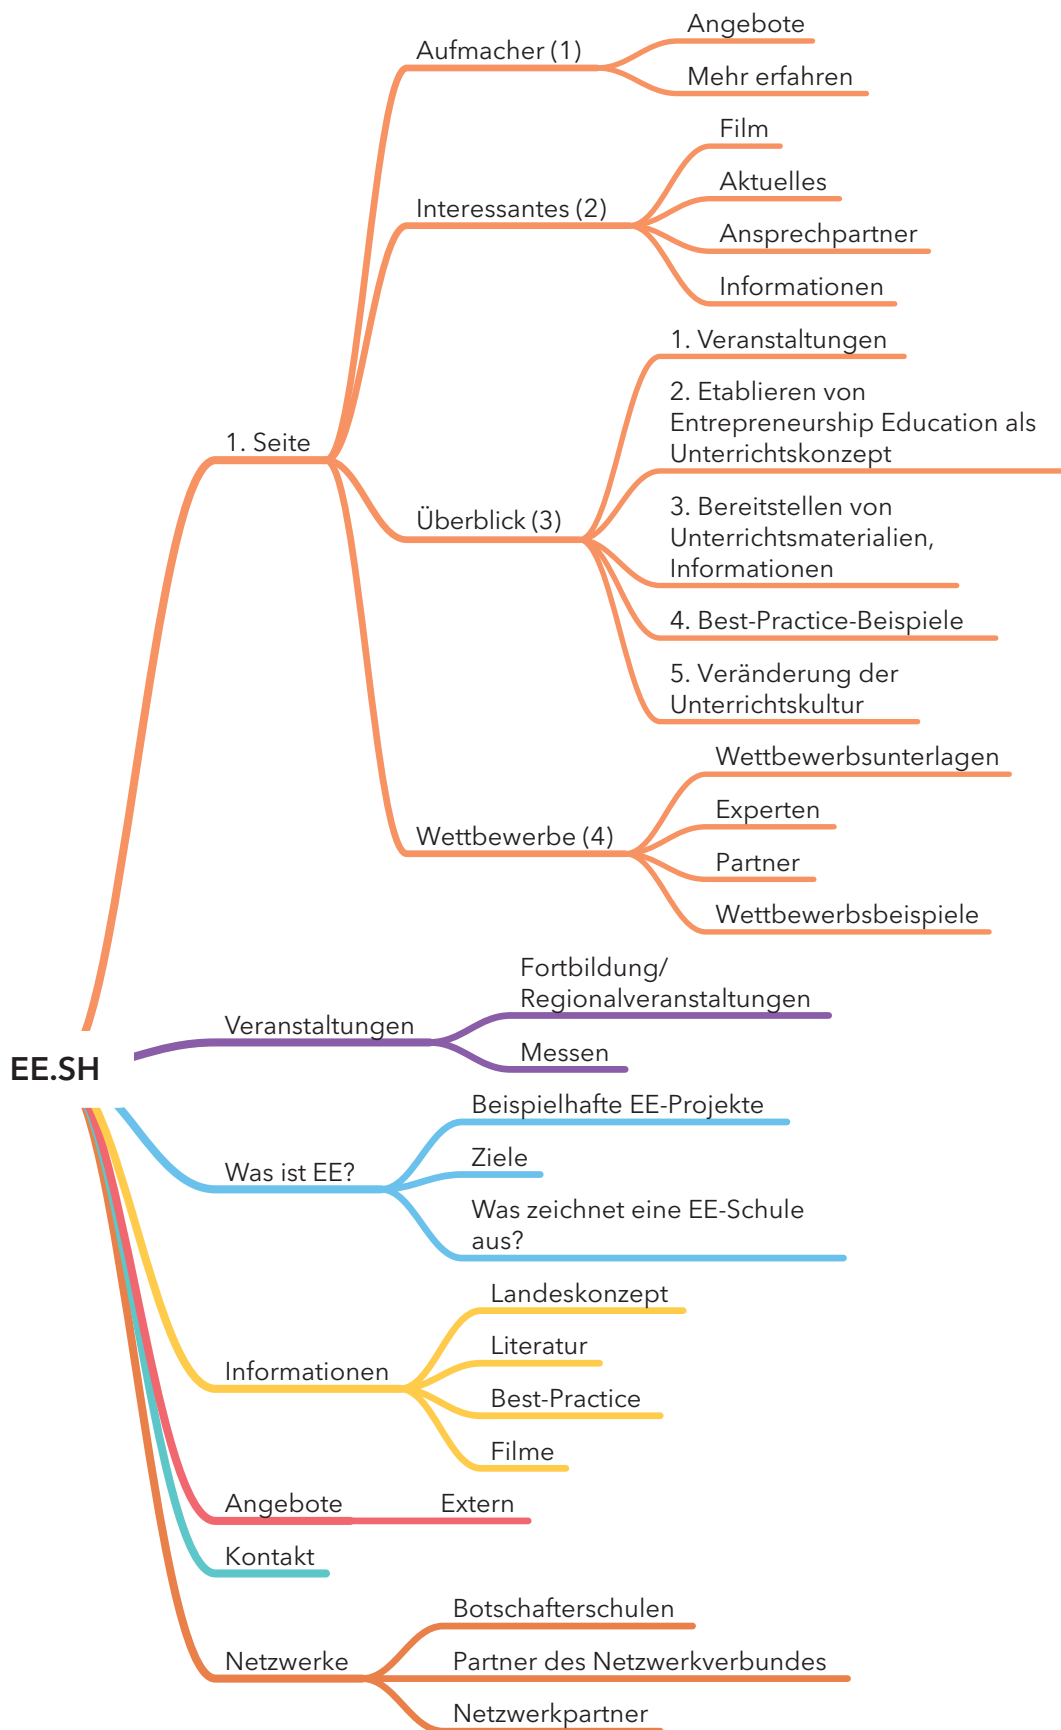 Angebote
Aufmacher (1)
Mehr erfahren
Film
Aktuelles
Interessantes (2)
Ansprechpartner
Informationen
1. Veranstaltungen
2. Etablieren von
Entrepreneurship Education als
Unterrichtskonzept
1. Seite
3. Bereitstellen von
Unterrichtsmaterialien,
Informationen
Überblick (3)
4. Best-Practice-Beispiele
5. Veränderung der
Unterrichtskultur
Wettbewerbsunterlagen
Experten
Wettbewerbe (4)
Partner
Wettbewerbsbeispiele
Fortbildung/
Regionalveranstaltungen
Veranstaltungen
Messen
EE.SH
Beispielhafte EE-Projekte
Was ist EE?
Ziele
Was zeichnet eine EE-Schule
aus?
Landeskonzept
Literatur
Informationen
Best-Practice
Filme
Angebote
Extern
Kontakt
Botschafterschulen
Netzwerke
Partner des Netzwerkverbundes
Netzwerkpartner